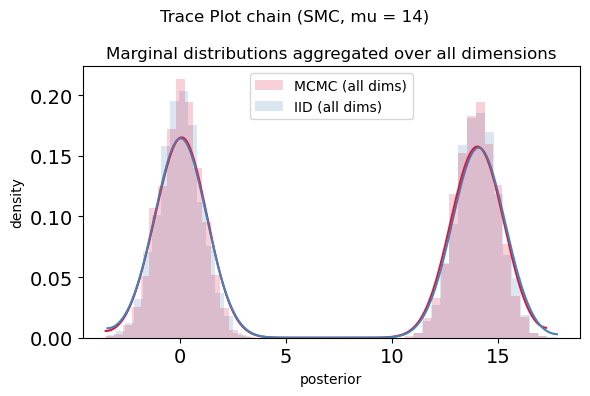 Trace Plot chain (SMC, mu = 14)
Marginal distributions aggregated over all dimensions
MCMC (all dims)
IID (all dims)
density
0.20
0.15
0.10
0.05
0.00
0
5
10
15
posterior